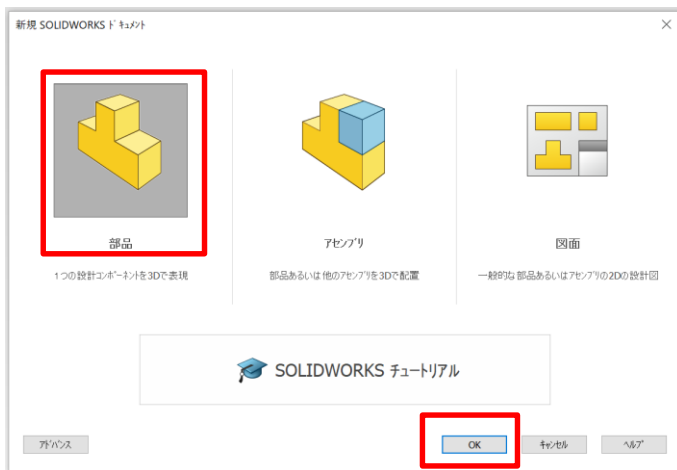 新規 SOLIDWORKS ﾄﾞｷｭﾒﾝﾄ
部品
1つの設計ｺﾝﾎﾟｰﾈﾝﾄを3Dで表現
ｱｾﾝﾌﾞﾘ
部品あるいは他のｱｾﾝﾌﾞﾘを3Dで配置
図面
一般的な部品あるいはｱｾﾝﾌﾞﾘの2Dの設計図
SOLIDWORKS ﾁｭｰﾄﾘｱﾙ
ｱﾄﾞﾊﾞﾝｽ
OK
ｷｬﾝｾﾙ
ﾍﾙﾌﾟ